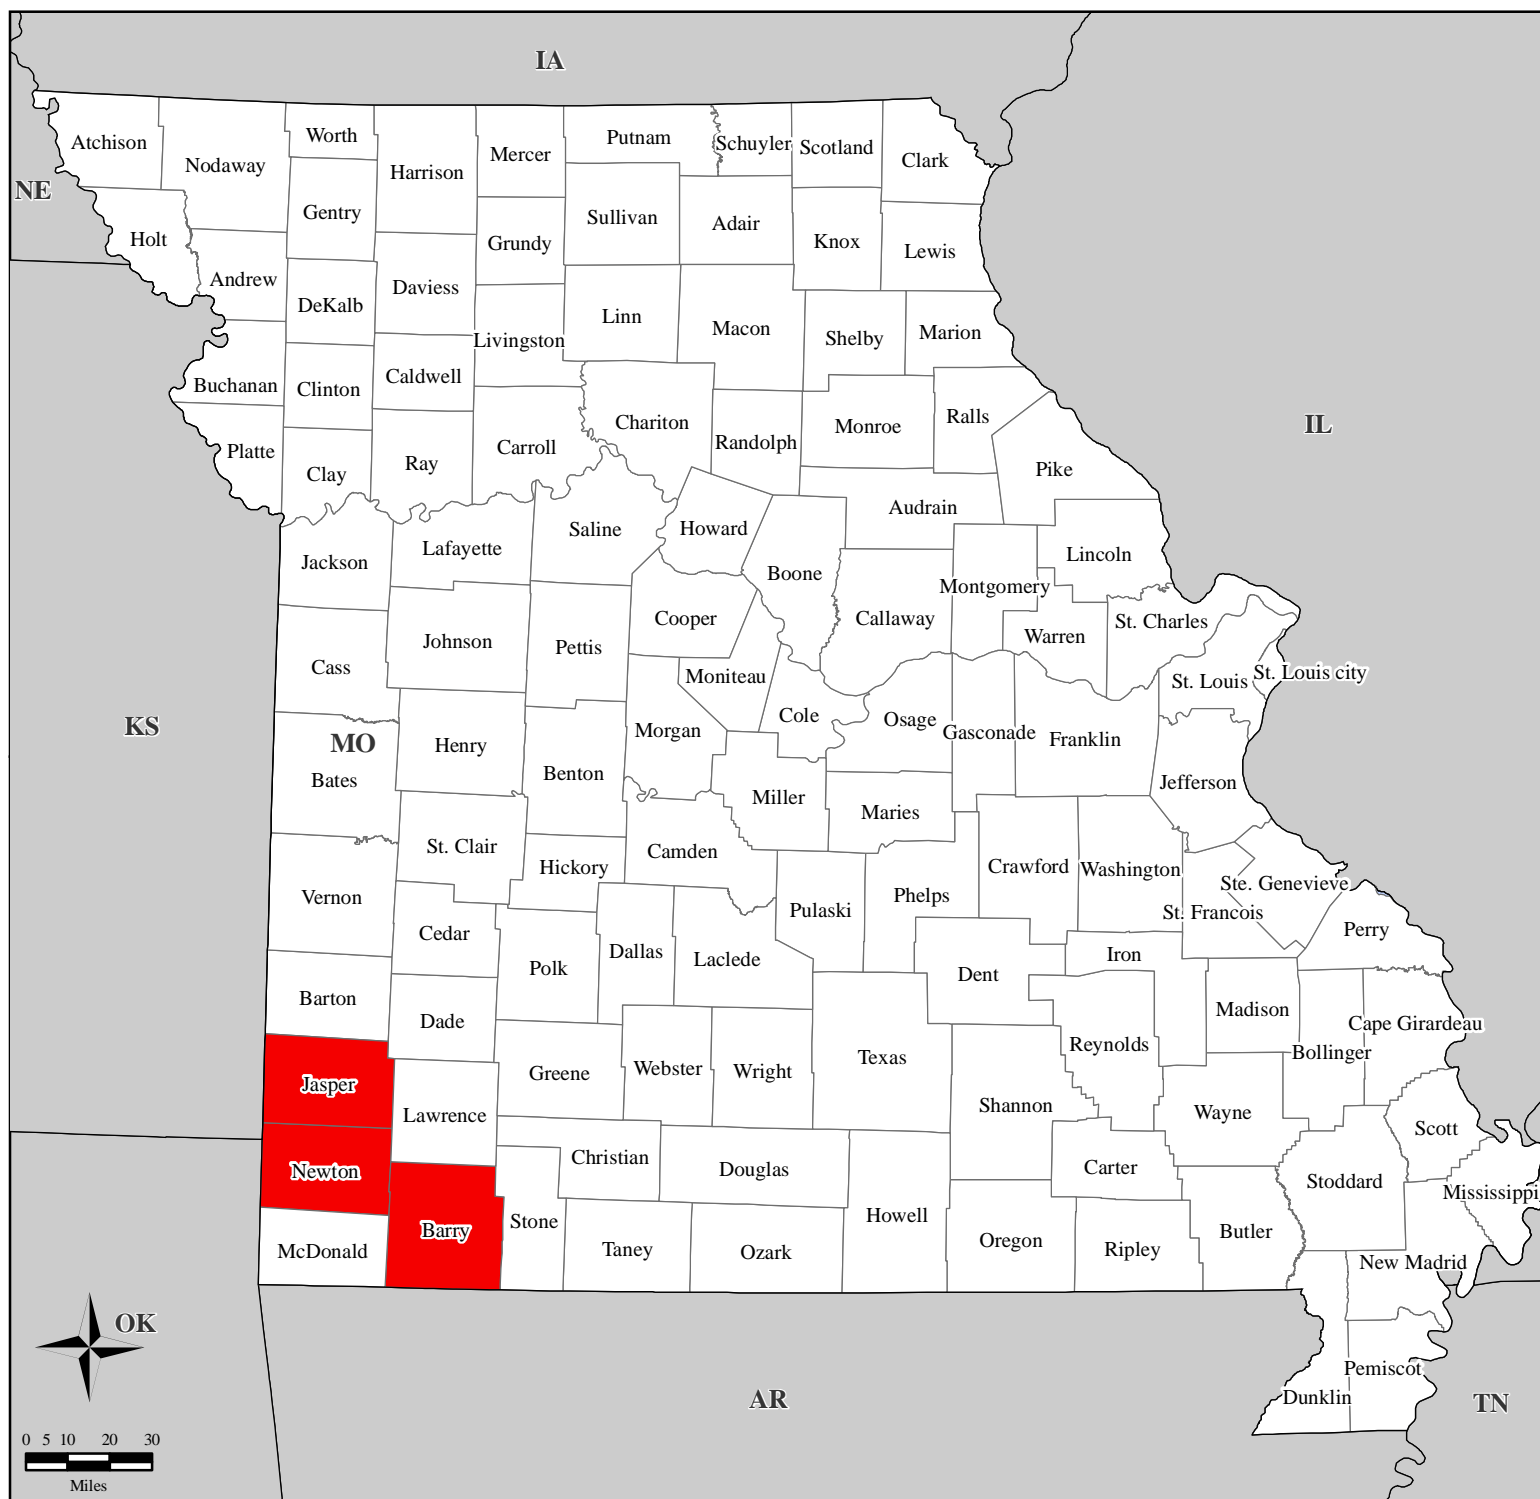 IA
Worth
Putnam
Atchison
Schuyler
Scotland
Mercer
Clark
Nodaway
Harrison
NE
Gentry
Sullivan
Adair
Holt
Grundy
Knox
Lewis
Andrew
Daviess
DeKalb
Linn
Macon
Marion
Livingston
Shelby
Caldwell
Buchanan
Clinton
Ralls
Chariton
IL
Monroe
Randolph
Carroll
Platte
Ray
Pike
Clay
Audrain
Saline
Howard
Lafayette
Lincoln
Jackson
Boone
Montgomery
Cooper
Callaway
St. Charles
Warren
Johnson
Pettis
Cass
St. Louis city
Moniteau
St. Louis
Cole
Osage
KS
Morgan
Gasconade
Franklin
MO
Henry
Benton
Bates
Jefferson
Miller
Maries
St. Clair
Camden
Hickory
Crawford
Washington
Ste. Genevieve
Phelps
Vernon
Pulaski
St. Francois
Perry
Cedar
Dallas
Iron
Laclede
Polk
Dent
Barton
Madison
Dade
Cape Girardeau
Reynolds
Bollinger
Texas
Webster
Wright
Greene
Jasper
Shannon
Wayne
Lawrence
Scott
Christian
Carter
Douglas
Newton
Stoddard
Mississippi
Howell
Stone
Barry
Butler
Oregon
Ripley
McDonald
Taney
Ozark
New Madrid
OK
Pemiscot
Dunklin
AR
TN
0 5 10 20 30
Miles